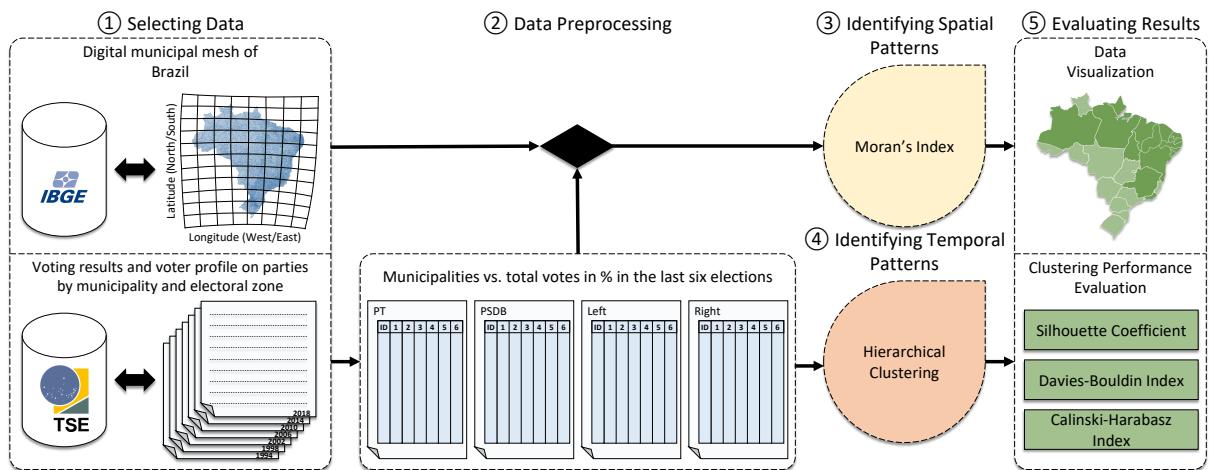 ① Selecting Data
② Data Preprocessing
③ Identifying Spatial
Patterns
⑤ Evaluating Results
Digital municipal mesh of
Brazil
IBGE
Latitude (North/South)
Longitude (West/East)
Moran's Index
Data
Visualization
④ Identifying Temporal
Patterns
Voting results and voter profile on parties
by municipality and electoral zone
TSE
2018
2014
2010
2006
2002
1998
1994
Municipalities vs. total votes in % in the last six elections
PT
ID 1 2 3 4 5 6
PSDB
ID 1 2 3 4 5 6
Left
ID 1 2 3 4 5 6
Right
ID 1 2 3 4 5 6
Hierarchical
Clustering
Clustering Performance
Evaluation
Silhouette Coefficient
Davies-Bouldin Index
Calinski-Harabasz
Index